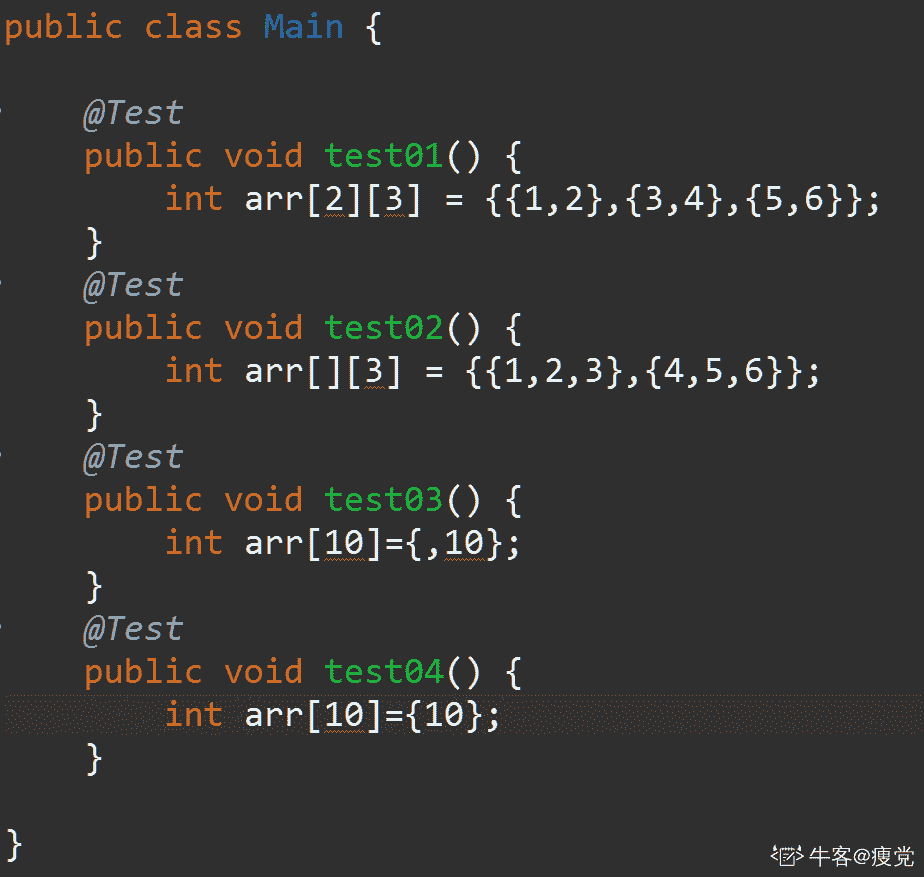 public class Main {
@Test
public void test01() {
int arr[2][3] = {{1,2},{3,4},{5,6}};
}
@Test
public void test02() {
int arr[][3] = {{1,2,3},{4,5,6}};
}
@Test
public void test03() {
int arr[10]={,10};
}
@Test
public void test04() {
int arr[10]={10};
}
}
牛客@瘦党